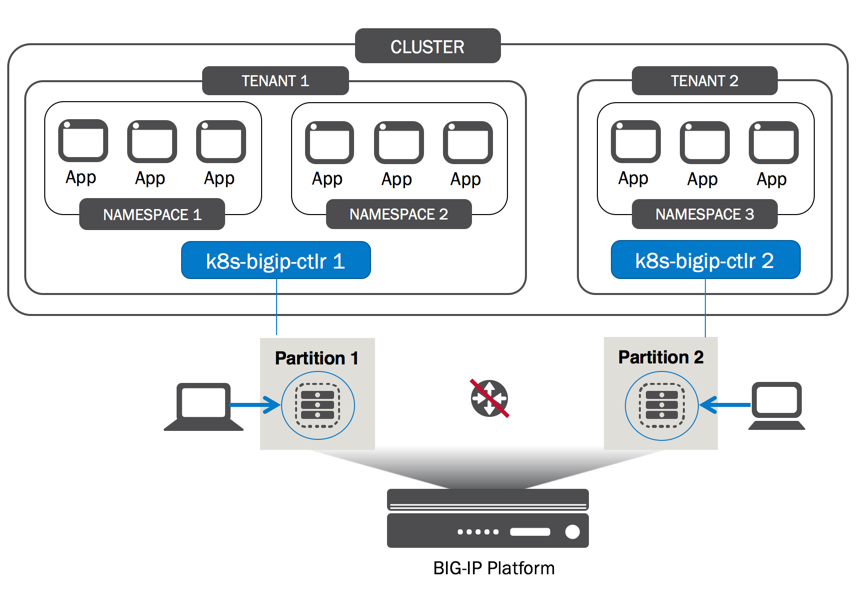 CLUSTER
TENANT 1
TENANT 2
App App App
App App App
App App App
NAMESPACE 1
NAMESPACE 2
NAMESPACE 3
k8s-bigip-ctlr 1
k8s-bigip-ctlr 2
Partition 1
Partition 2
BIG-IP Platform